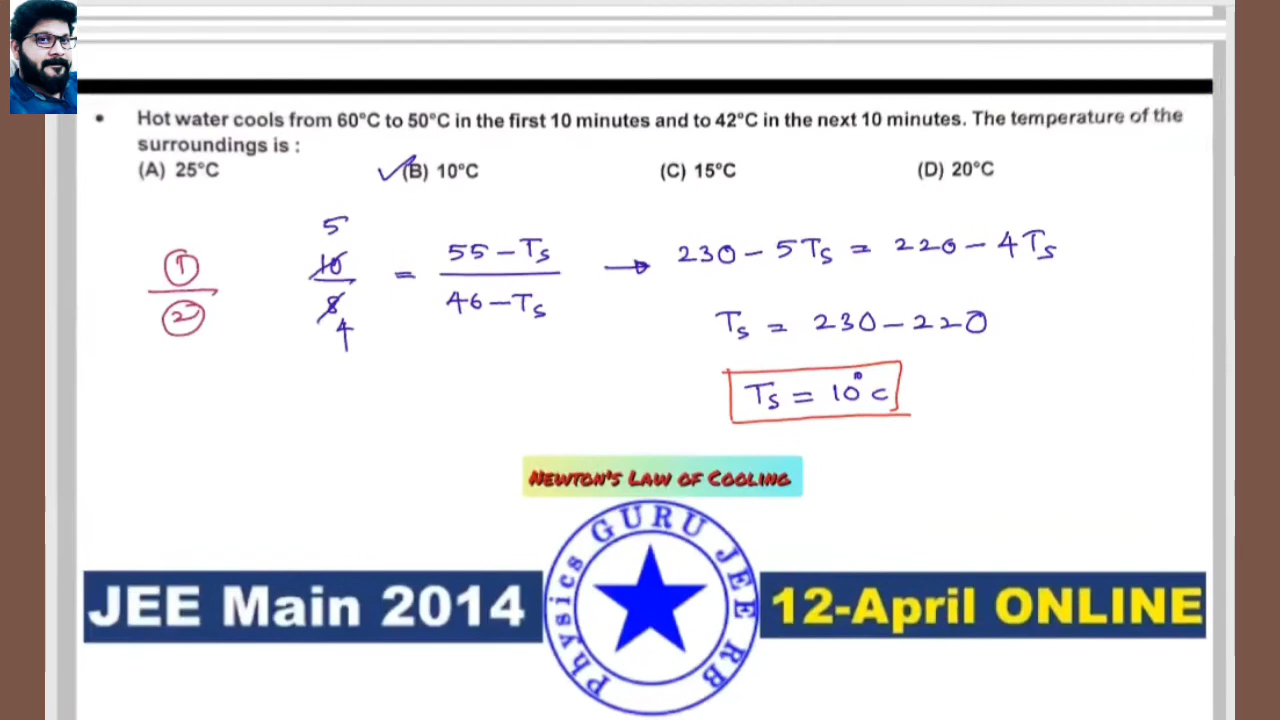 • Hot water cools from 60°C to 50°C in the first 10 minutes and to 42°C in the next 10 minutes. The temperature of the
surroundings is :
(A) 25°C (B) 10°C (C) 15°C (D) 20°C
①/② 5 10/8 4 = 55 – Ts / 46 – Ts → 230 – 5Ts = 220 – 4Ts
Ts = 230 – 220
Ts = 10°C
NEWTON'S LAW OF COOLING
JEE Main 2014
Physics GURU JEE RB
12-April ONLINE